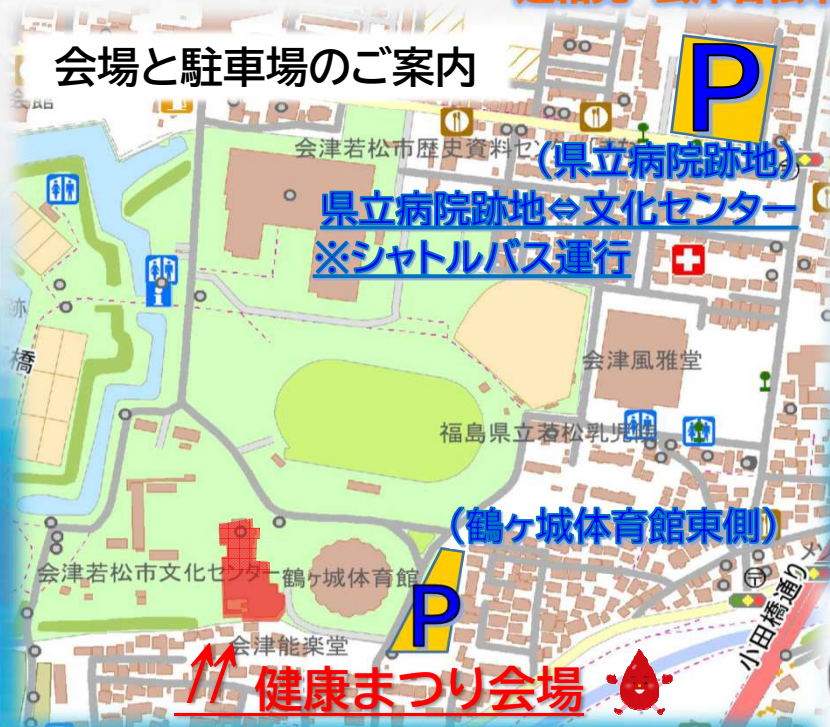 会場と駐車場のご案内
会館
P
会津若松市歴史資料セン
(県立病院跡地)
県立病院跡地⇔文化センター
※シャトルバス運行
跡
橋
会津風雅堂
福島県立若松乳児院
(鶴ヶ城体育館東側)
会津若松市文化センター
鶴ヶ城体育館
P
小田橋通り
会津能楽堂
健康まつり会場